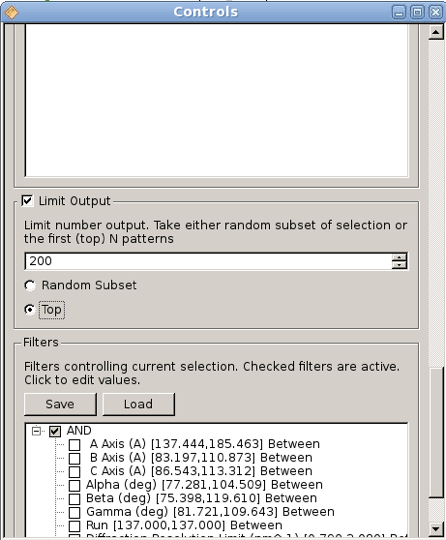 Controls
Limit Output
Limit number output. Take either random subset of selection or
the first (top) N patterns
200
Random Subset
Top
Filters
Filters controlling current selection. Checked filters are active.
Click to edit values.
Save Load
AND
A Axis (A) [137.444,185.463] Between
B Axis (A) [83.197,110.873] Between
C Axis (A) [86.543,113.312] Between
Alpha (deg) [77.281,104.509] Between
Beta (deg) [75.398,119.610] Between
Gamma (deg) [81.721,109.643] Between
Run [137.000,137.000] Between